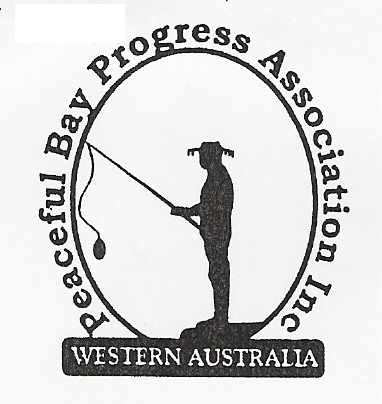 Peaceful Bay Progress Association Inc
WESTERN AUSTRALIA